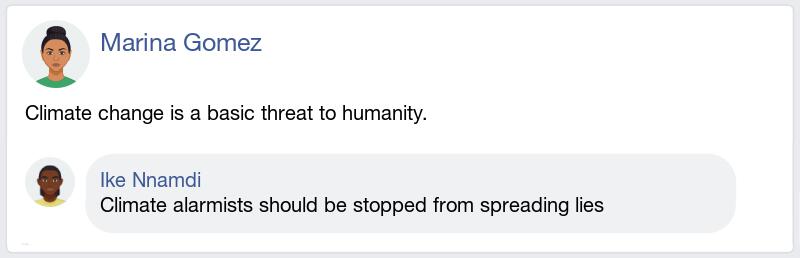 Marina Gomez
Climate change is a basic threat to humanity.
Ike Nnamdi
Climate alarmists should be stopped from spreading lies